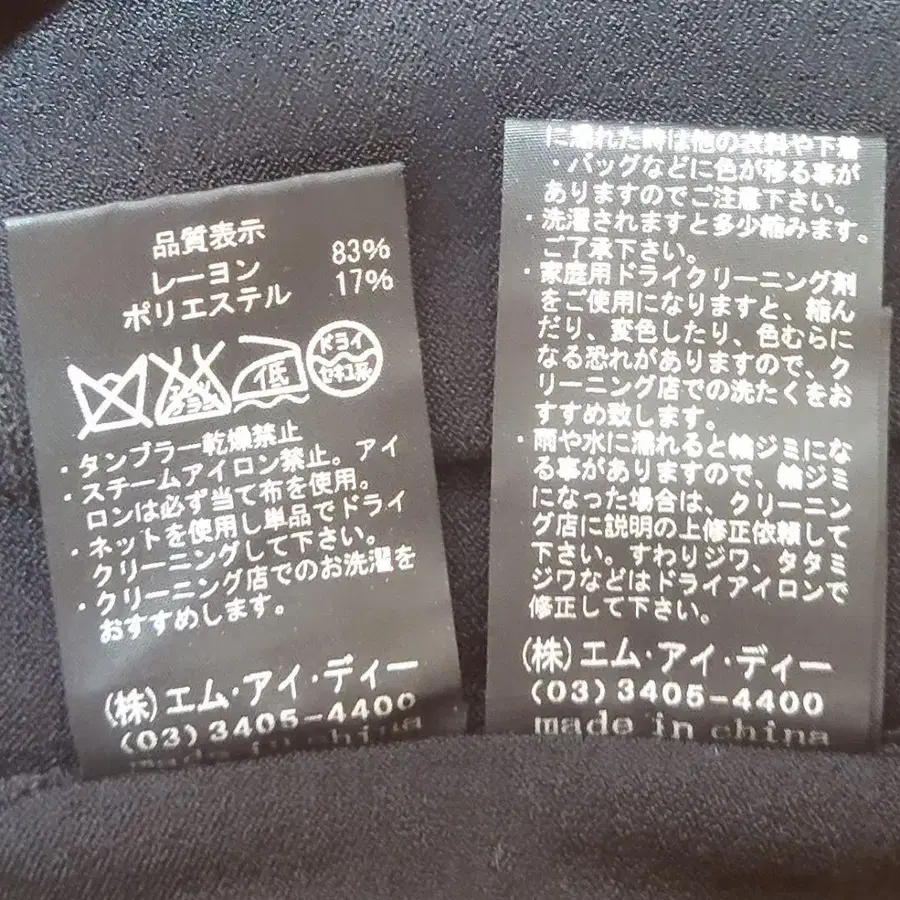 品質表示
レーヨン 83%
ポリエステル 17%
エンソサラシ
低
ドライ
セキユ系
・タンブラー乾燥禁止
・スチームアイロン禁止。アイ
ロンは必ず当て布を使用。
・ネットを使用し単品でドライ
クリーニングして下さい。
・クリーニング店でのお洗濯を
おすすめします。
(株)エム・アイ・ディー
(03)3405-4400
made in china
に濡れた時は他の衣料や下着
・バッグなどに色が移る事が
ありますのでご注意下さい。
・洗濯されますと多少縮みます。
ご了承下さい。
・家庭用ドライクリーニング剤
をご使用になりますと、縮ん
だり、変色したり、色むらに
なる恐れがありますので、ク
リーニング店での洗たくをお
すすめ致します。
・雨や水に濡れると輪ジミにな
る事がありますので、輪ジミ
になった場合は、クリーニン
グ店に説明の上修正依頼して
下さい。すわりジワ、タタミ
ジワなどはドライアイロンで
修正して下さい。
(株)エム・アイ・ディー
(03)3405-4400
made in china